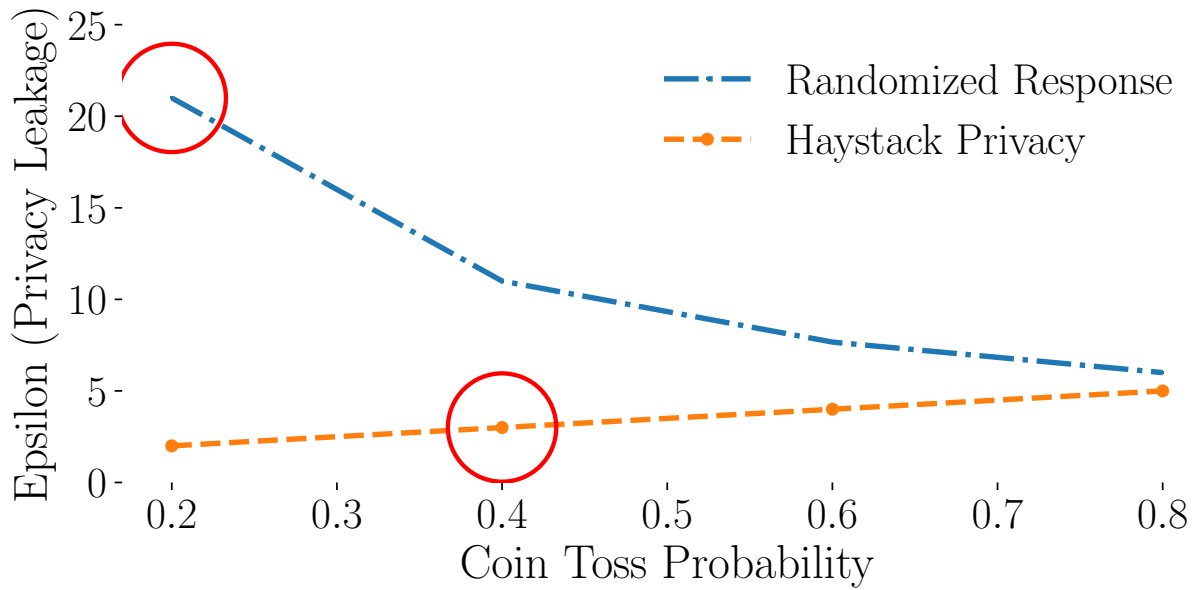 Epsilon (Privacy Leakage)
25
20
15
10
5
0
Randomized Response
Haystack Privacy
0.2 0.3 0.4 0.5 0.6 0.7 0.8
Coin Toss Probability